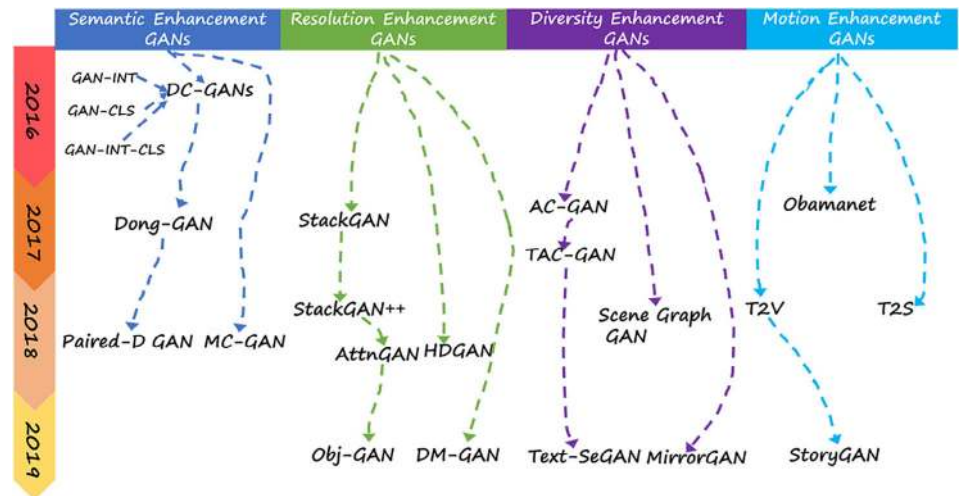 Semantic Enhancement
GANs
Resolution Enhancement
GANs
Diversity Enhancement
GANs
Motion Enhancement
GANs
2016
GAN-INT
DC-GANs
GAN-CLS
GAN-INT-CLS
2017
Dong-GAN
StackGAN
AC-GAN
TAC-GAN
Obamanet
2018
Paired-D GAN
MC-GAN
StackGAN++
AttnGAN
HDGAN
Scene Graph
GAN
T2V
T2S
2019
Obj-GAN
DM-GAN
Text-SeGAN
MirrorGAN
StoryGAN